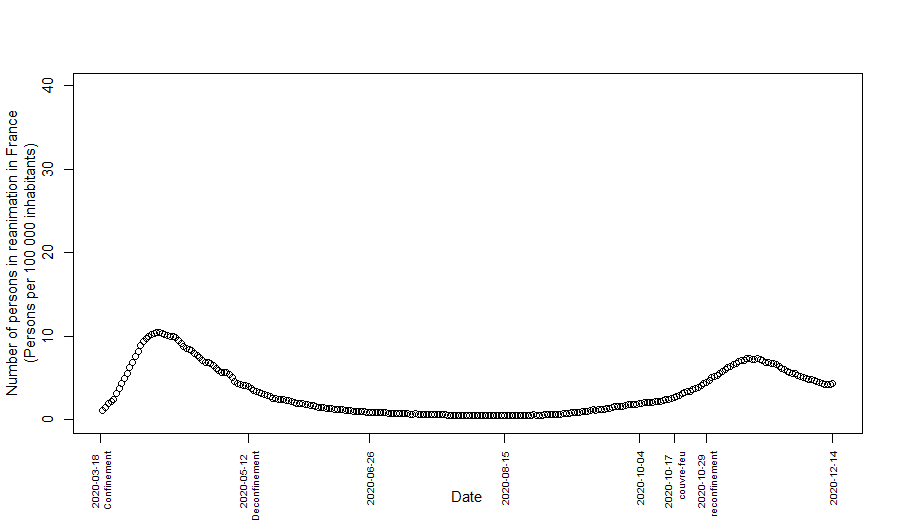 Number of persons in reanimation in France
(Persons per 100 000 inhabitants)
40
30
20
10
0
2020-03-18
Confinement
2020-05-12
Deconfinement
2020-06-26
2020-08-15
2020-10-04
2020-10-17
couvre-feu
2020-10-29
reconfinement
2020-12-14
Date